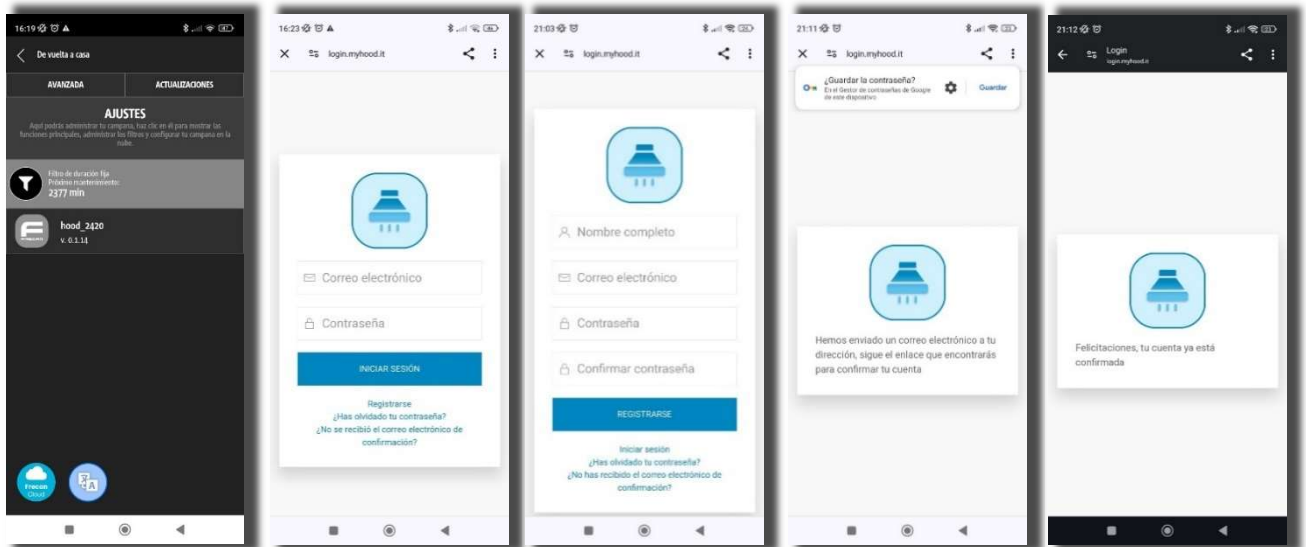 16:19
De vuelta a casa
AVANZADA
ACTUALIZACIONES
AJUSTES
Aquí podrás administrar tu campana, haz clic en él para mostrar las
funciones principales, administrar los filtros y configurar tu campana en la
nube.
Filtro de duración fija
Próximo mantenimiento:
2377 min
hood_2420
v. 0.1.14
Frecan
Cloud
16:23
login.myhood.it
Correo electrónico
Contraseña
INICIAR SESIÓN
Registrarse
¿Has olvidado tu contraseña?
¿No se recibió el correo electrónico de
confirmación?
21:03
login.myhood.it
Nombre completo
Correo electrónico
Contraseña
Confirmar contraseña
REGISTRARSE
Iniciar sesión
¿Has olvidado tu contraseña?
¿No has recibido el correo electrónico de
confirmación?
21:11
login.myhood.it
¿Guardar la contraseña?
En el Gestor de contraseñas de Google
de este dispositivo
Guardar
Hemos enviado un correo electrónico a tu
dirección, sigue el enlace que encontrarás
para confirmar tu cuenta
21:12
Login
login.myhood.it
Felicitaciones, tu cuenta ya está
confirmada